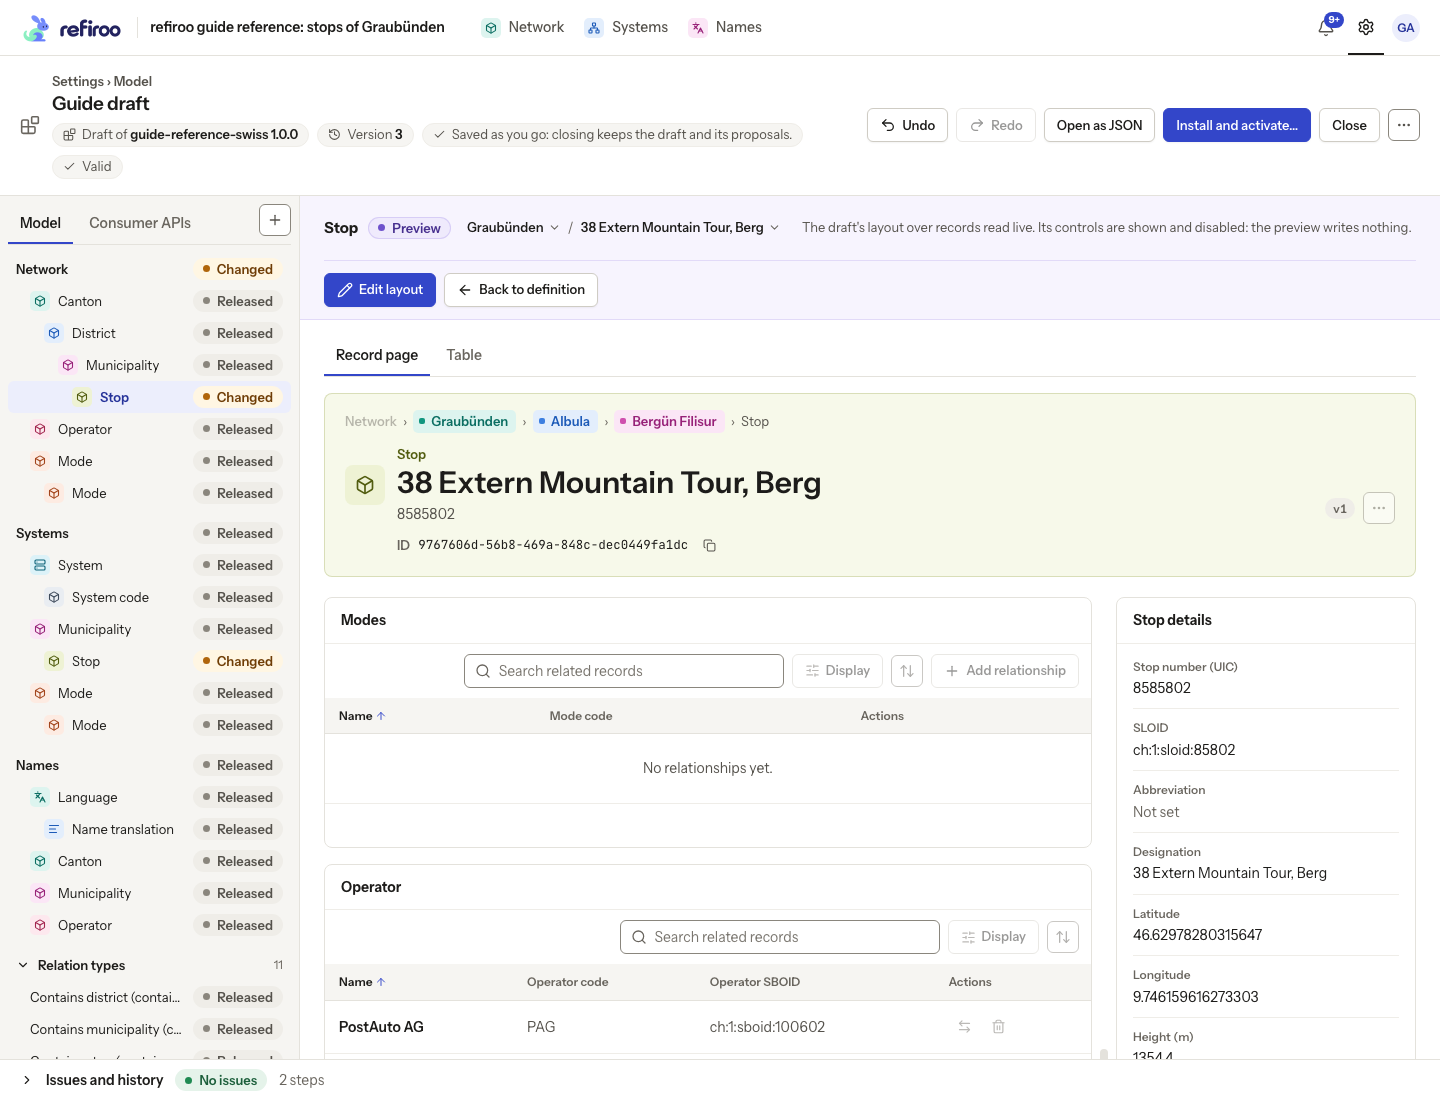 refiroo
refiroo guide reference: stops of Graubünden
Network
Systems
Names
9+
GA
Settings › Model
Guide draft
Draft of guide-reference-swiss 1.0.0
Version 3
Saved as you go: closing keeps the draft and its proposals.
Valid
Undo
Redo
Open as JSON
Install and activate...
Close
Model
Consumer APIs
Network Changed
Canton Released
District Released
Municipality Released
Stop Changed
Operator Released
Mode Released
Mode Released
Systems Released
System Released
System code Released
Municipality Released
Stop Changed
Mode Released
Mode Released
Names Released
Language Released
Name translation Released
Canton Released
Municipality Released
Operator Released
Relation types 11
Contains district (contai... Released
Contains municipality (c... Released
Stop
Preview
Graubünden / 38 Extern Mountain Tour, Berg
The draft's layout over records read live. Its controls are shown and disabled: the preview writes nothing.
Edit layout
Back to definition
Record page
Table
Network › Graubünden › Albula › Bergün Filisur › Stop
Stop
38 Extern Mountain Tour, Berg
8585802
ID 9767606d-56b8-469a-848c-dec0449fa1dc
v1
Modes
Search related records
Display
Add relationship
Name Mode code Actions
No relationships yet.
Operator
Search related records
Display
Name Operator code Operator SBOID Actions
PostAuto AG PAG ch:1:sboid:100602
Stop details
Stop number (UIC)
8585802
SLOID
ch:1:sloid:85802
Abbreviation
Not set
Designation
38 Extern Mountain Tour, Berg
Latitude
46.62978280315647
Longitude
9.746159616273303
Height (m)
1354.4
Issues and history
No issues
2 steps